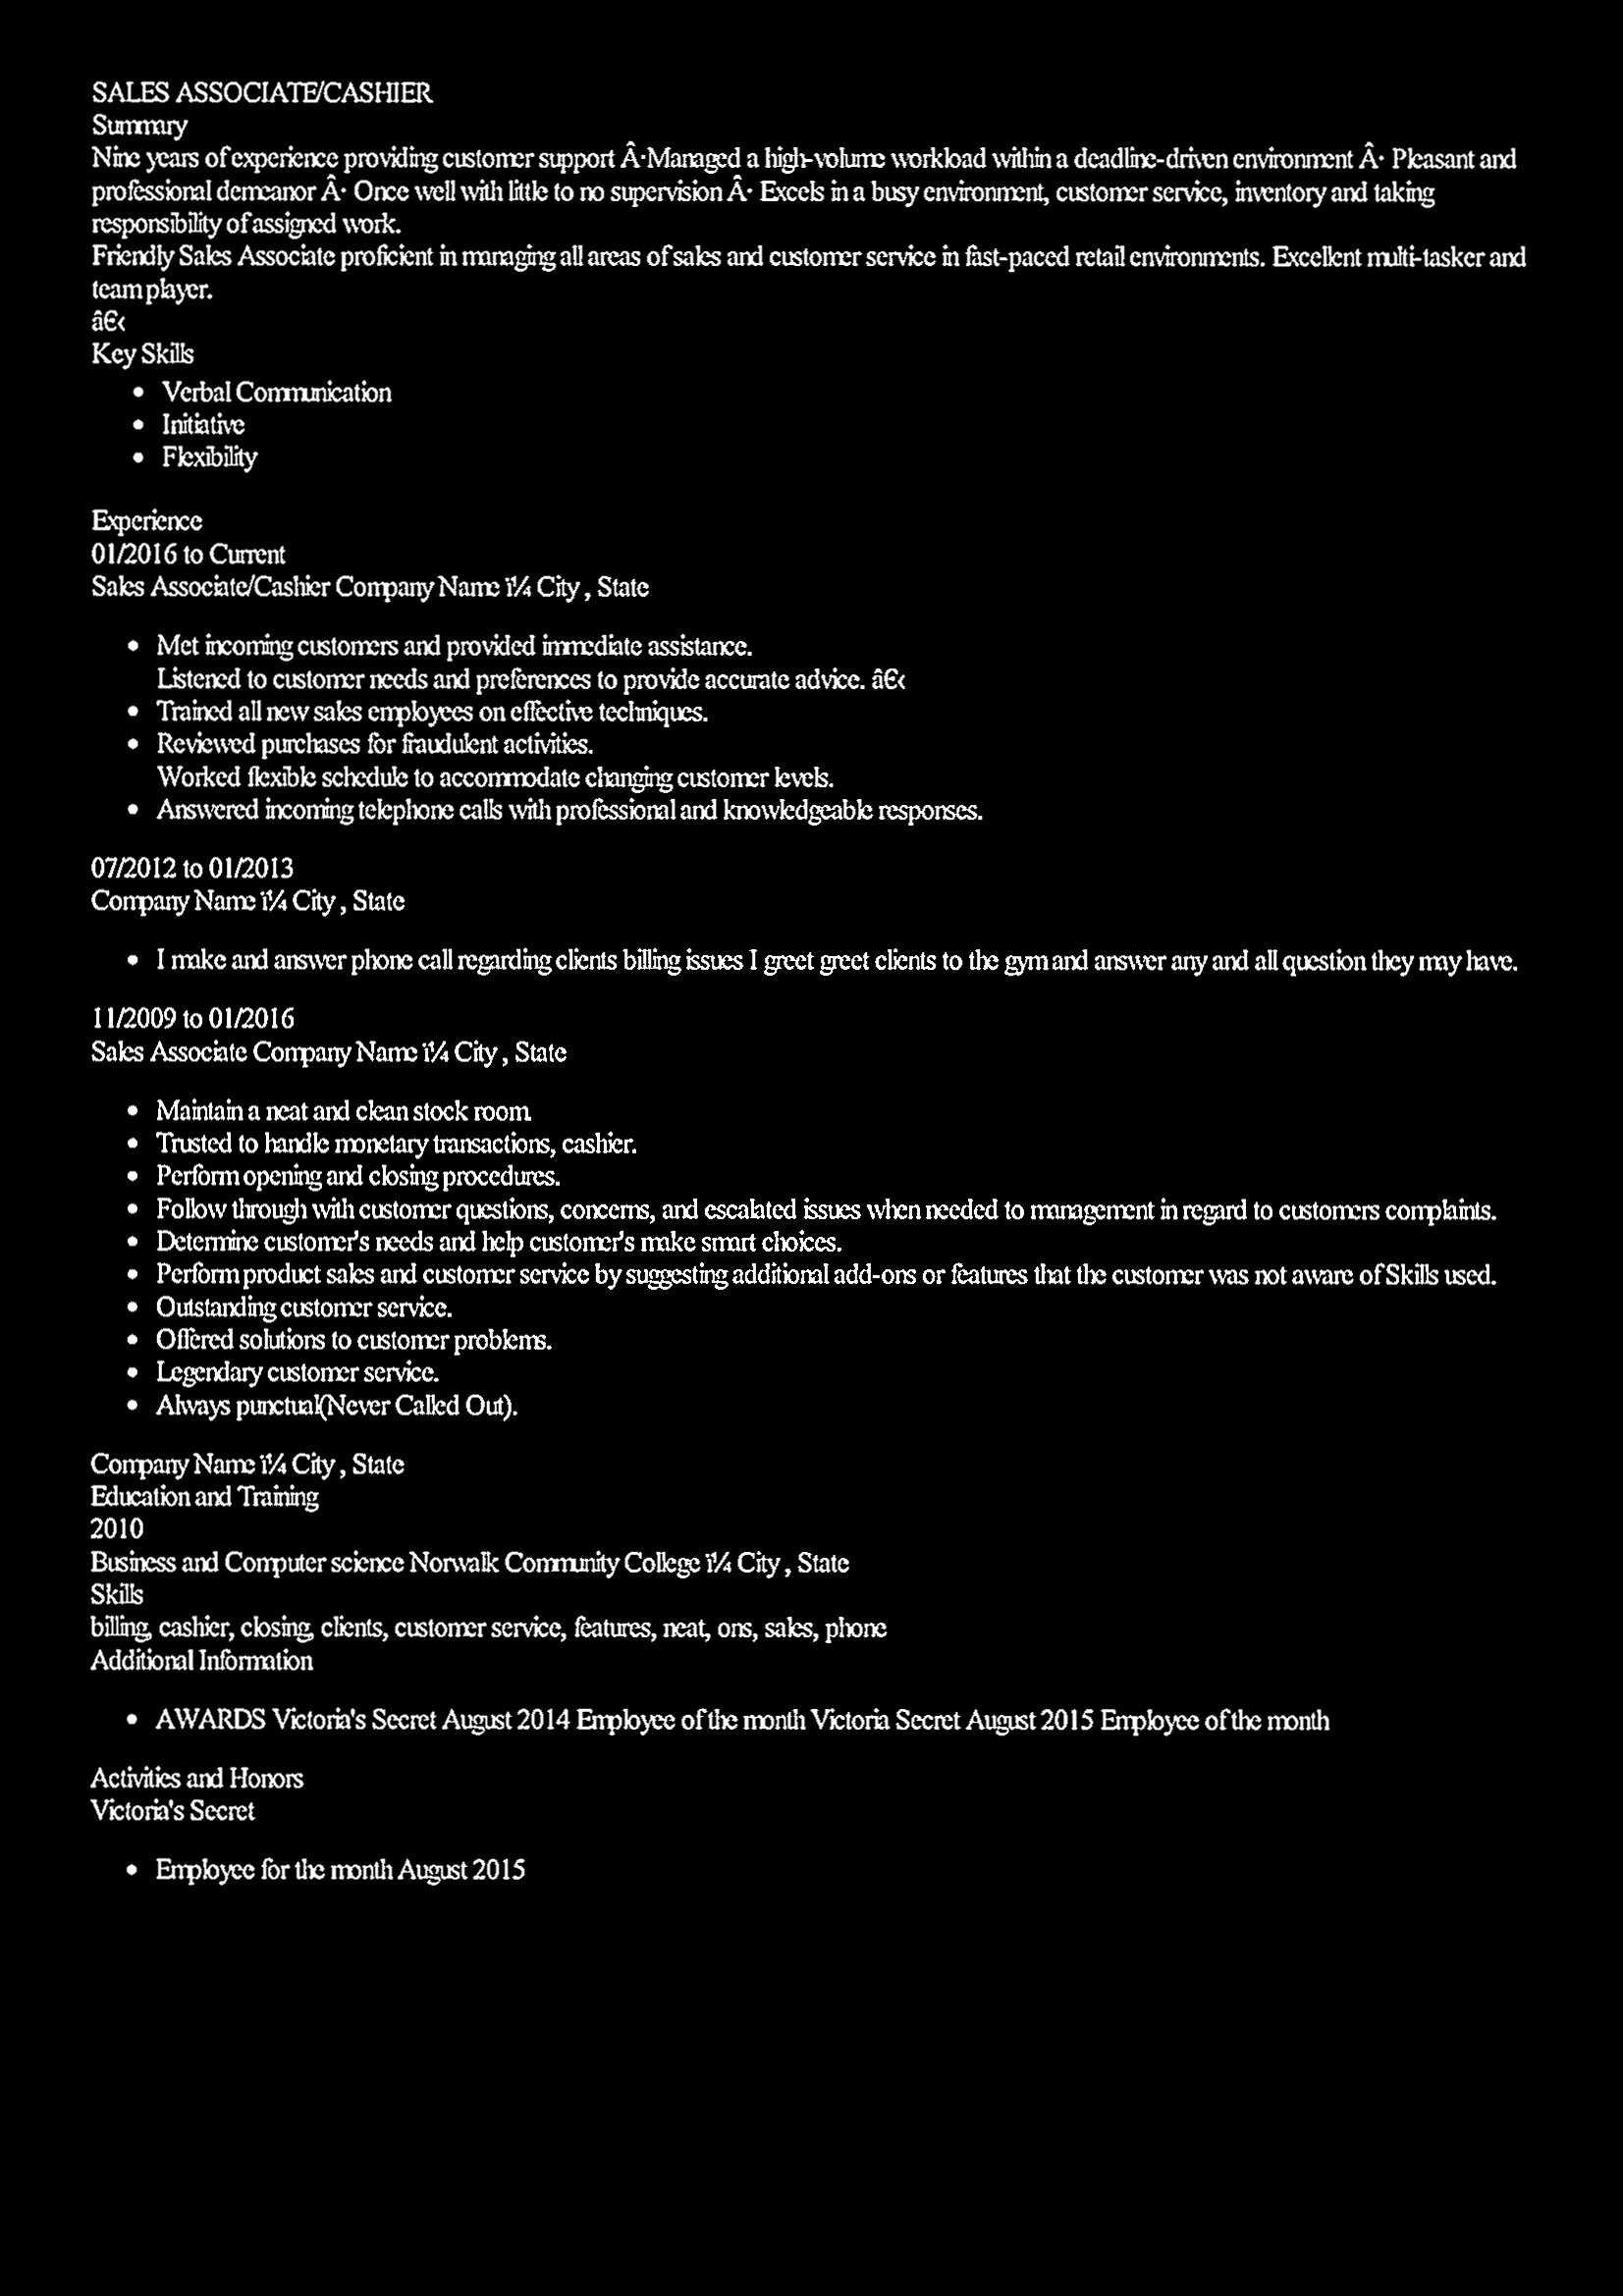 SALES ASSOCIATE/CASHIER
Summary
Nine years of experience providing customer support Â·Managed a high-volume workload within a deadline-driven environment Â· Pleasant and
professional demeanor Â· Once well with little to no supervision Â· Excels in a busy environment, customer service, inventory and taking
responsibility of assigned work.
Friendly Sales Associate proficient in managing all areas of sales and customer service in fast-paced retail environments. Excellent multi-tasker and
team player.
â€‹
Key Skills
• Verbal Communication
• Initiative
• Flexibility
Experience
01/2016 to Current
Sales Associate/Cashier Company Name ï¼ City , State
• Met incoming customers and provided immediate assistance.
Listened to customer needs and preferences to provide accurate advice. â€‹
• Trained all new sales employees on effective techniques.
• Reviewed purchases for fraudulent activities.
Worked flexible schedule to accommodate changing customer levels.
• Answered incoming telephone calls with professional and knowledgeable responses.
07/2012 to 01/2013
Company Name ï¼ City , State
• I make and answer phone call regarding clients billing issues I greet greet clients to the gym and answer any and all question they may have.
11/2009 to 01/2016
Sales Associate Company Name ï¼ City , State
• Maintain a neat and clean stock room.
• Trusted to handle monetary transactions, cashier.
• Perform opening and closing procedures.
• Follow through with customer questions, concerns, and escalated issues when needed to management in regard to customers complaints.
• Determine customer's needs and help customer's make smart choices.
• Perform product sales and customer service by suggesting additional add-ons or features that the customer was not aware of Skills used.
• Outstanding customer service.
• Offered solutions to customer problems.
• Legendary customer service.
• Always punctual(Never Called Out).
Company Name ï¼ City , State
Education and Training
2010
Business and Computer science Norwalk Community College ï¼ City , State
Skills
billing, cashier, closing, clients, customer service, features, neat, ons, sales, phone
Additional Information
• AWARDS Victoria's Secret August 2014 Employee of the month Victoria Secret August 2015 Employee of the month
Activities and Honors
Victoria's Secret
• Employee for the month August 2015